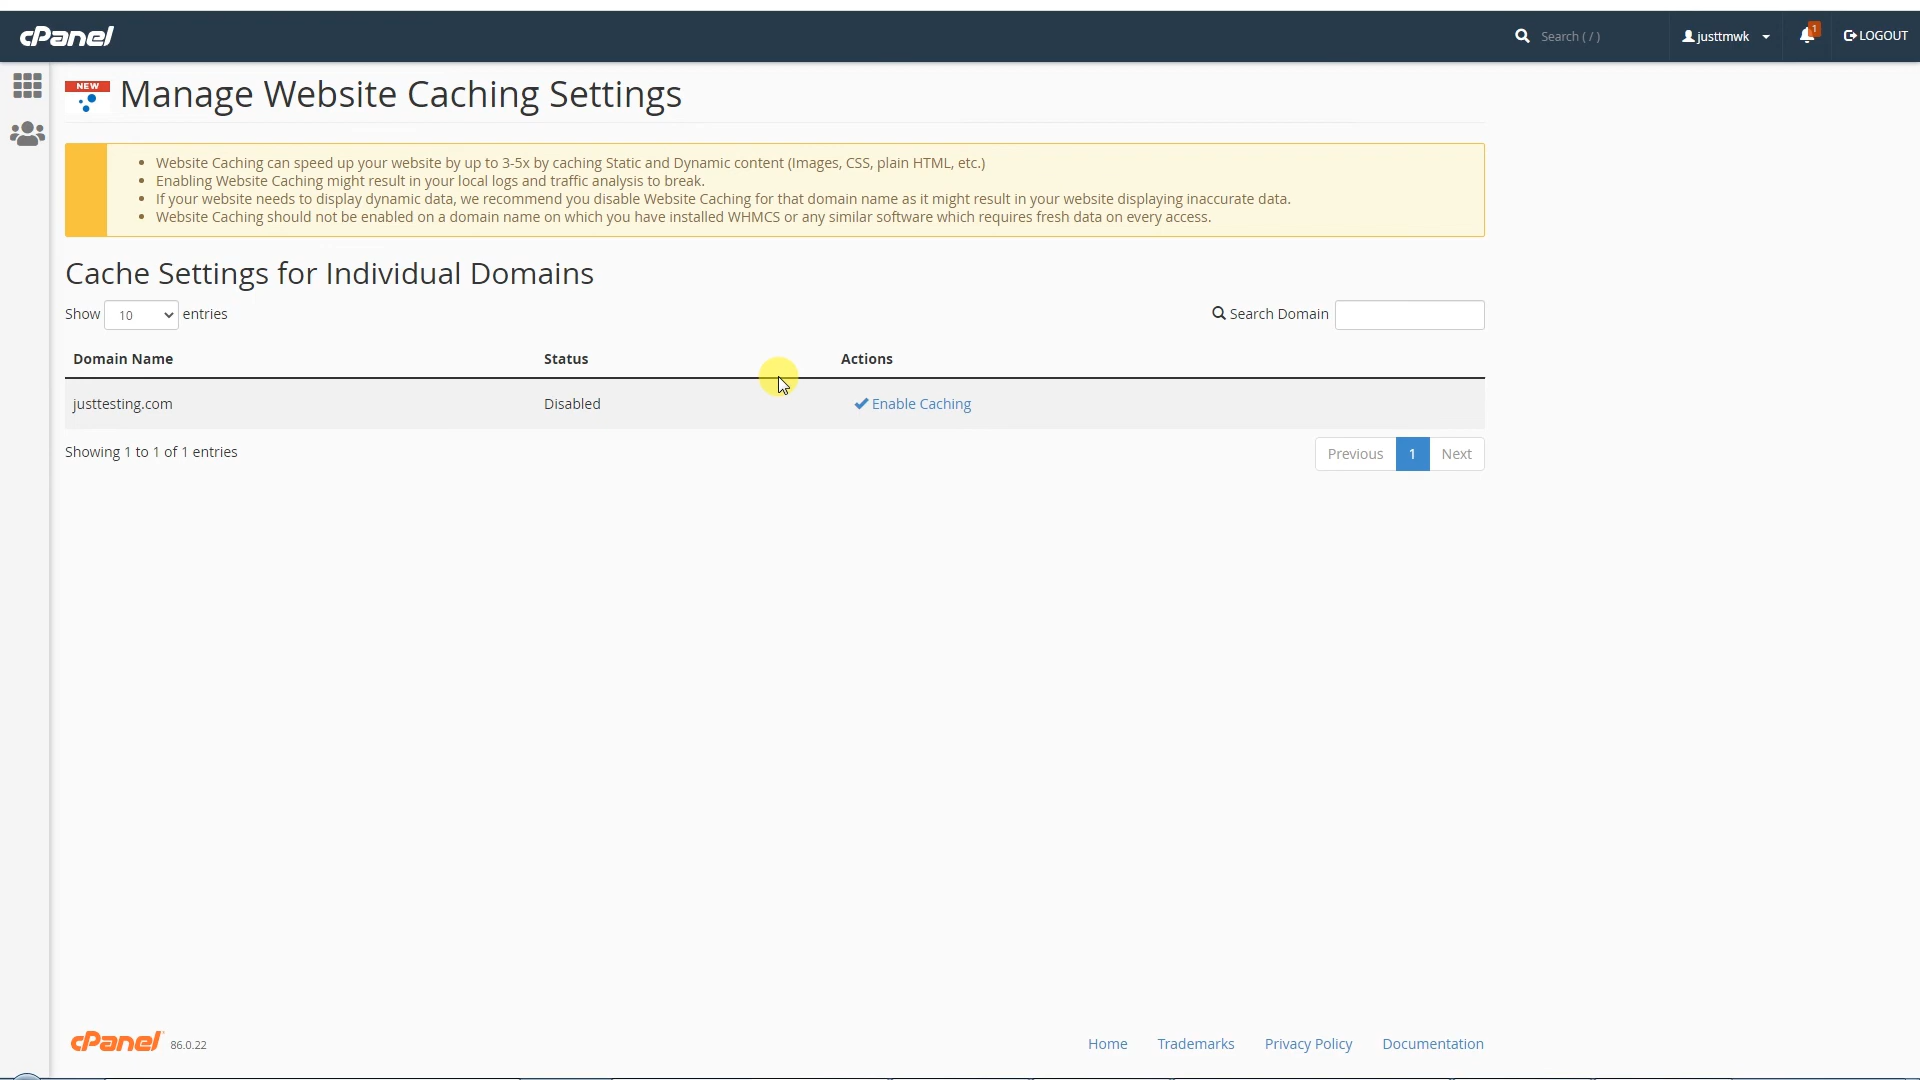 cPanel
Search ( / )
justtmwk
1
LOGOUT
NEW
Manage Website Caching Settings
Website Caching can speed up your website by up to 3-5x by caching Static and Dynamic content (Images, CSS, plain HTML, etc.)
Enabling Website Caching might result in your local logs and traffic analysis to break.
If your website needs to display dynamic data, we recommend you disable Website Caching for that domain name as it might result in your website displaying inaccurate data.
Website Caching should not be enabled on a domain name on which you have installed WHMCS or any similar software which requires fresh data on every access.
Cache Settings for Individual Domains
Show 10 entries
Search Domain
Domain Name Status Actions
justtesting.com Disabled Enable Caching
Showing 1 to 1 of 1 entries
Previous 1 Next
cPanel 86.0.22
Home Trademarks Privacy Policy Documentation